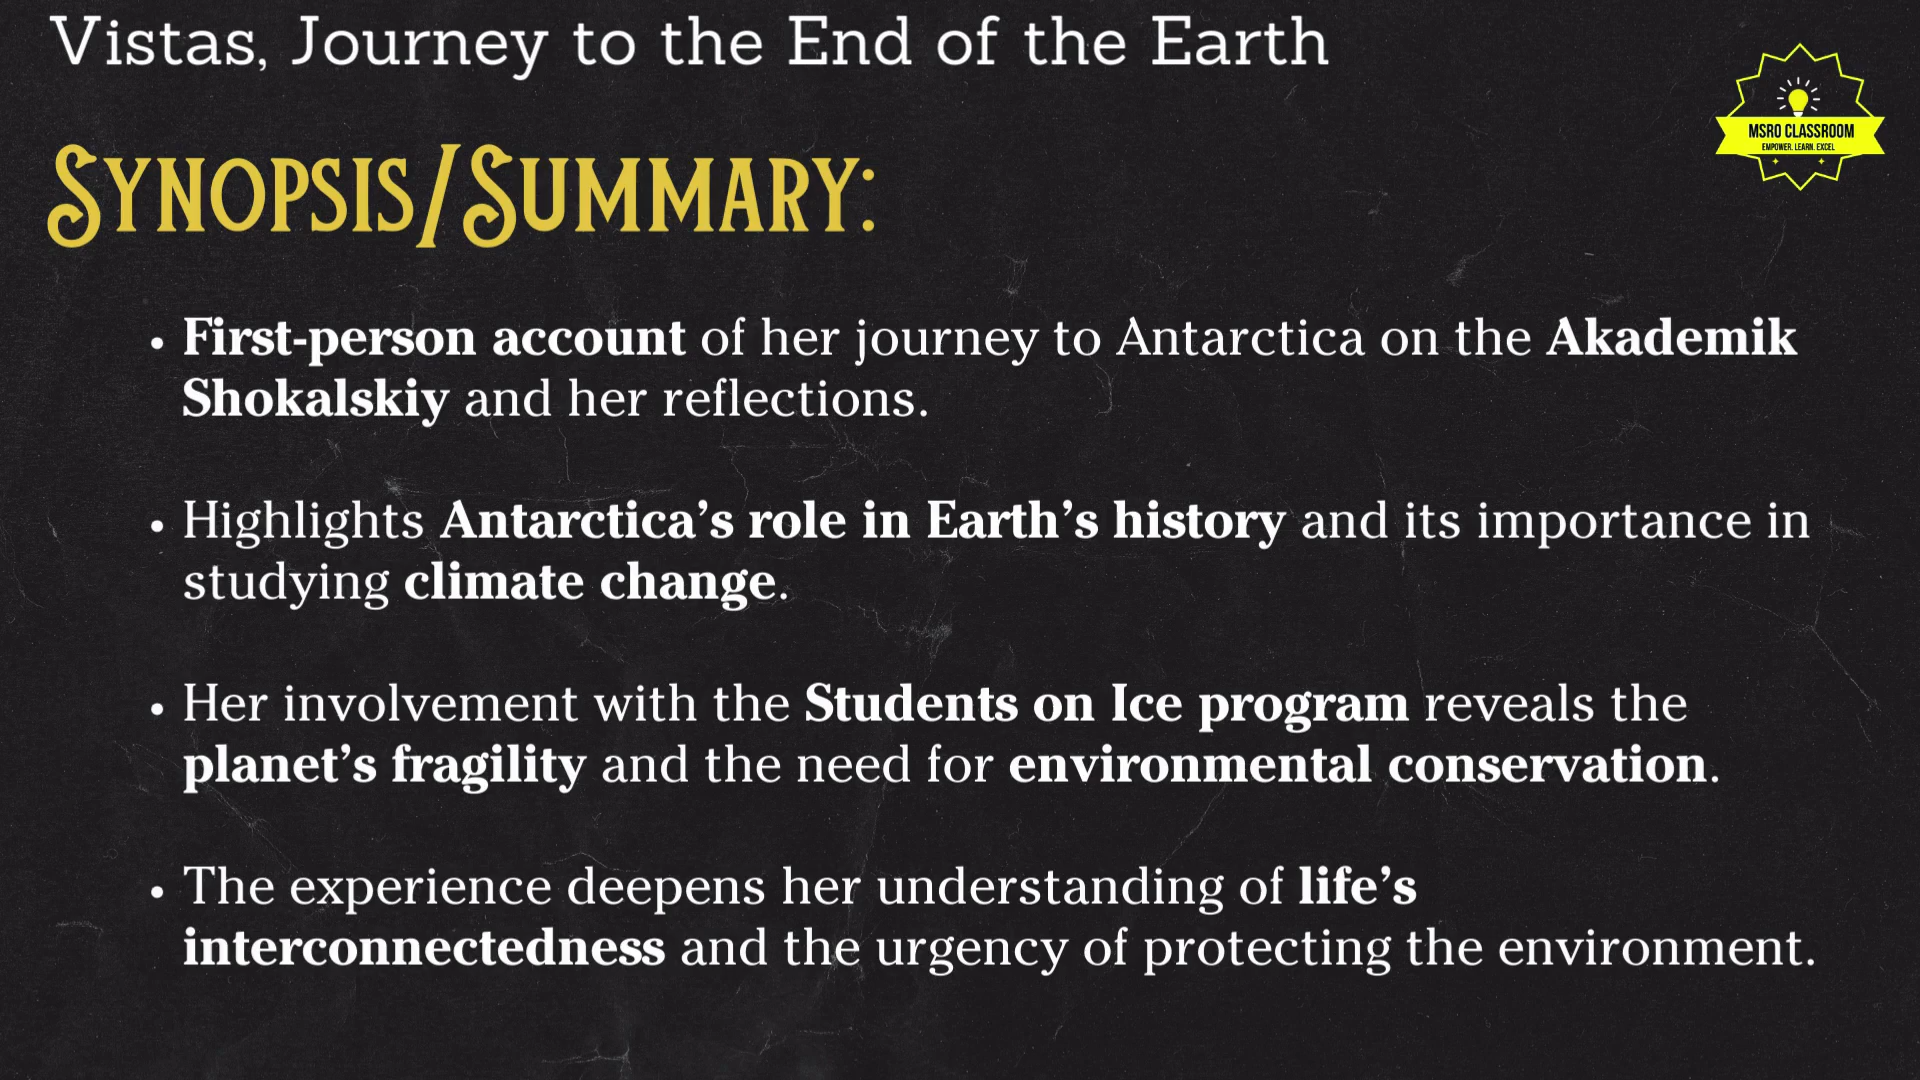 Vistas, Journey to the End of the Earth
MSRO CLASSROOM
EMPOWER. LEARN. EXCEL
SYNOPSIS/SUMMARY:
• First-person account of her journey to Antarctica on the Akademik
Shokalskiy and her reflections.
• Highlights Antarctica’s role in Earth’s history and its importance in
studying climate change.
• Her involvement with the Students on Ice program reveals the
planet’s fragility and the need for environmental conservation.
• The experience deepens her understanding of life’s
interconnectedness and the urgency of protecting the environment.